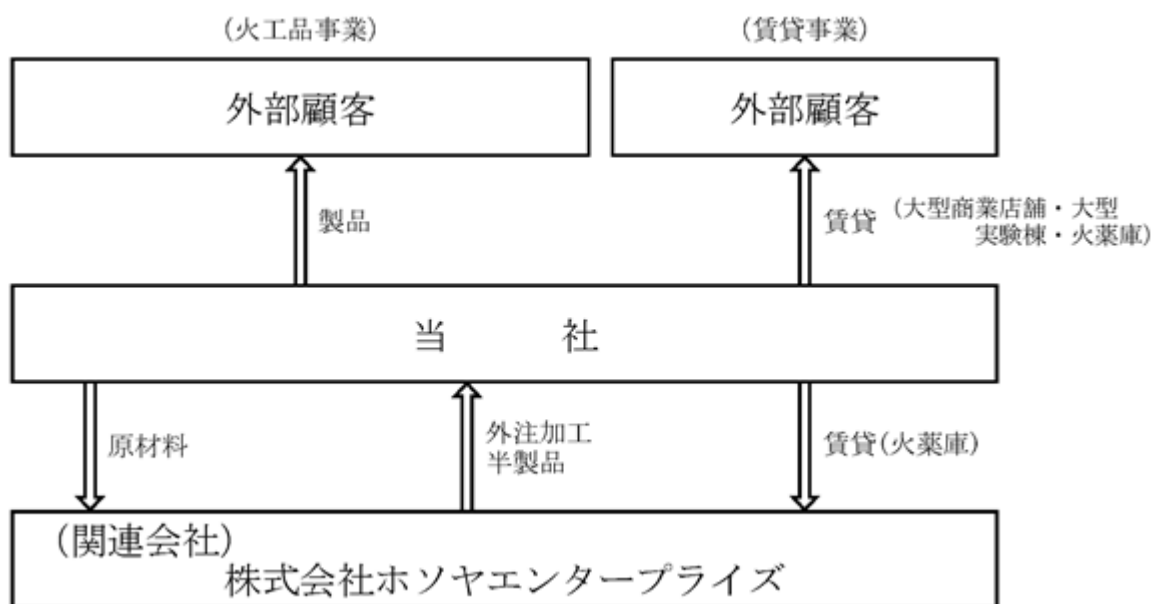 (火工品事業)
(賃貸事業)
外部顧客
外部顧客
製品
賃貸
(大型商業店舗・大型
実験棟・火薬庫)
当 社
原材料
外注加工
半製品
賃貸(火薬庫)
(関連会社)
株式会社ホソヤエンタープライズ